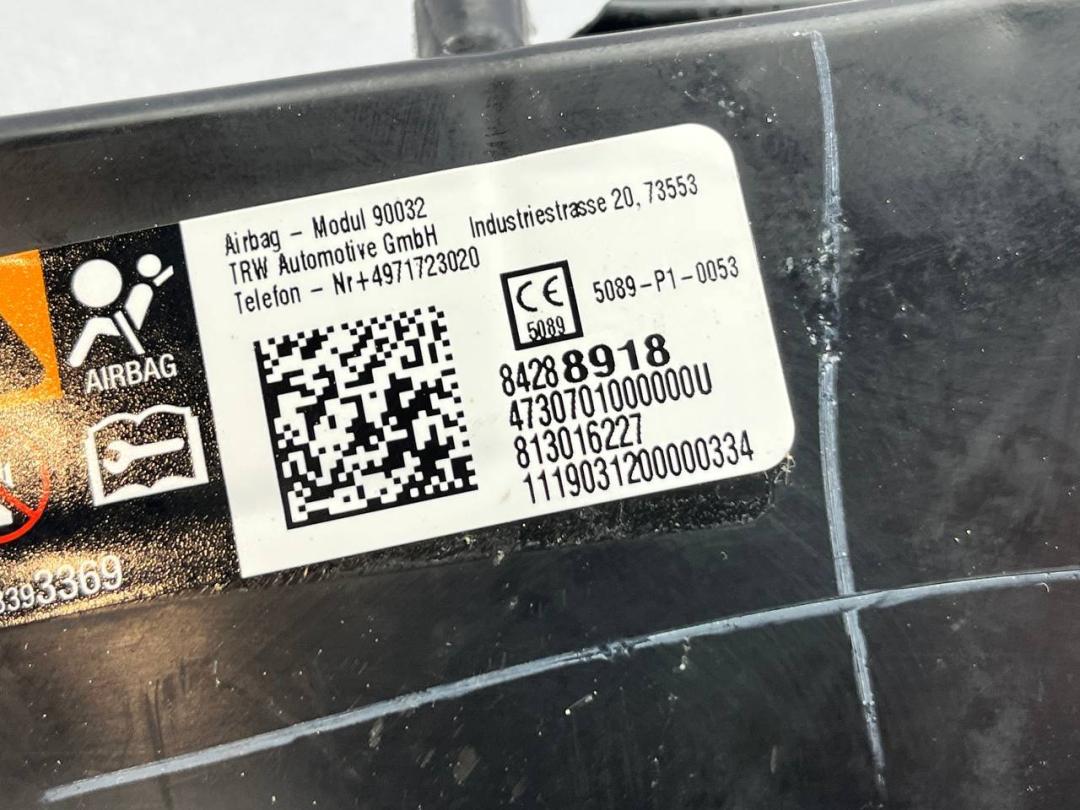 Airbag - Modul 90032
TRW Automotive GmbH Industriestrasse 20, 73553
Telefon - Nr+4971723020
CE
5089
5089-P1-0053
84288918
4730701000000U
813016227
1119031200000334
AIRBAG
3393369